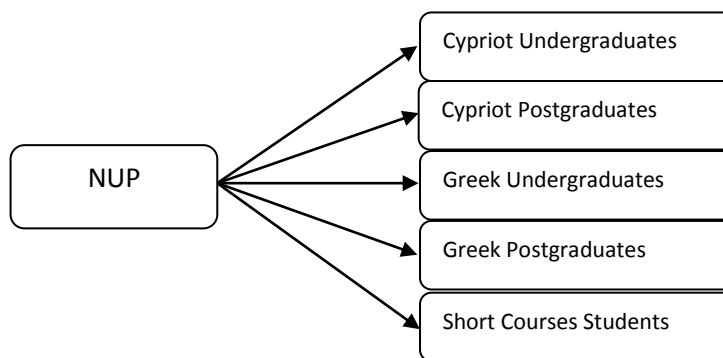 Cypriot Undergraduates
Cypriot Postgraduates
NUP
Greek Undergraduates
Greek Postgraduates
Short Courses Students